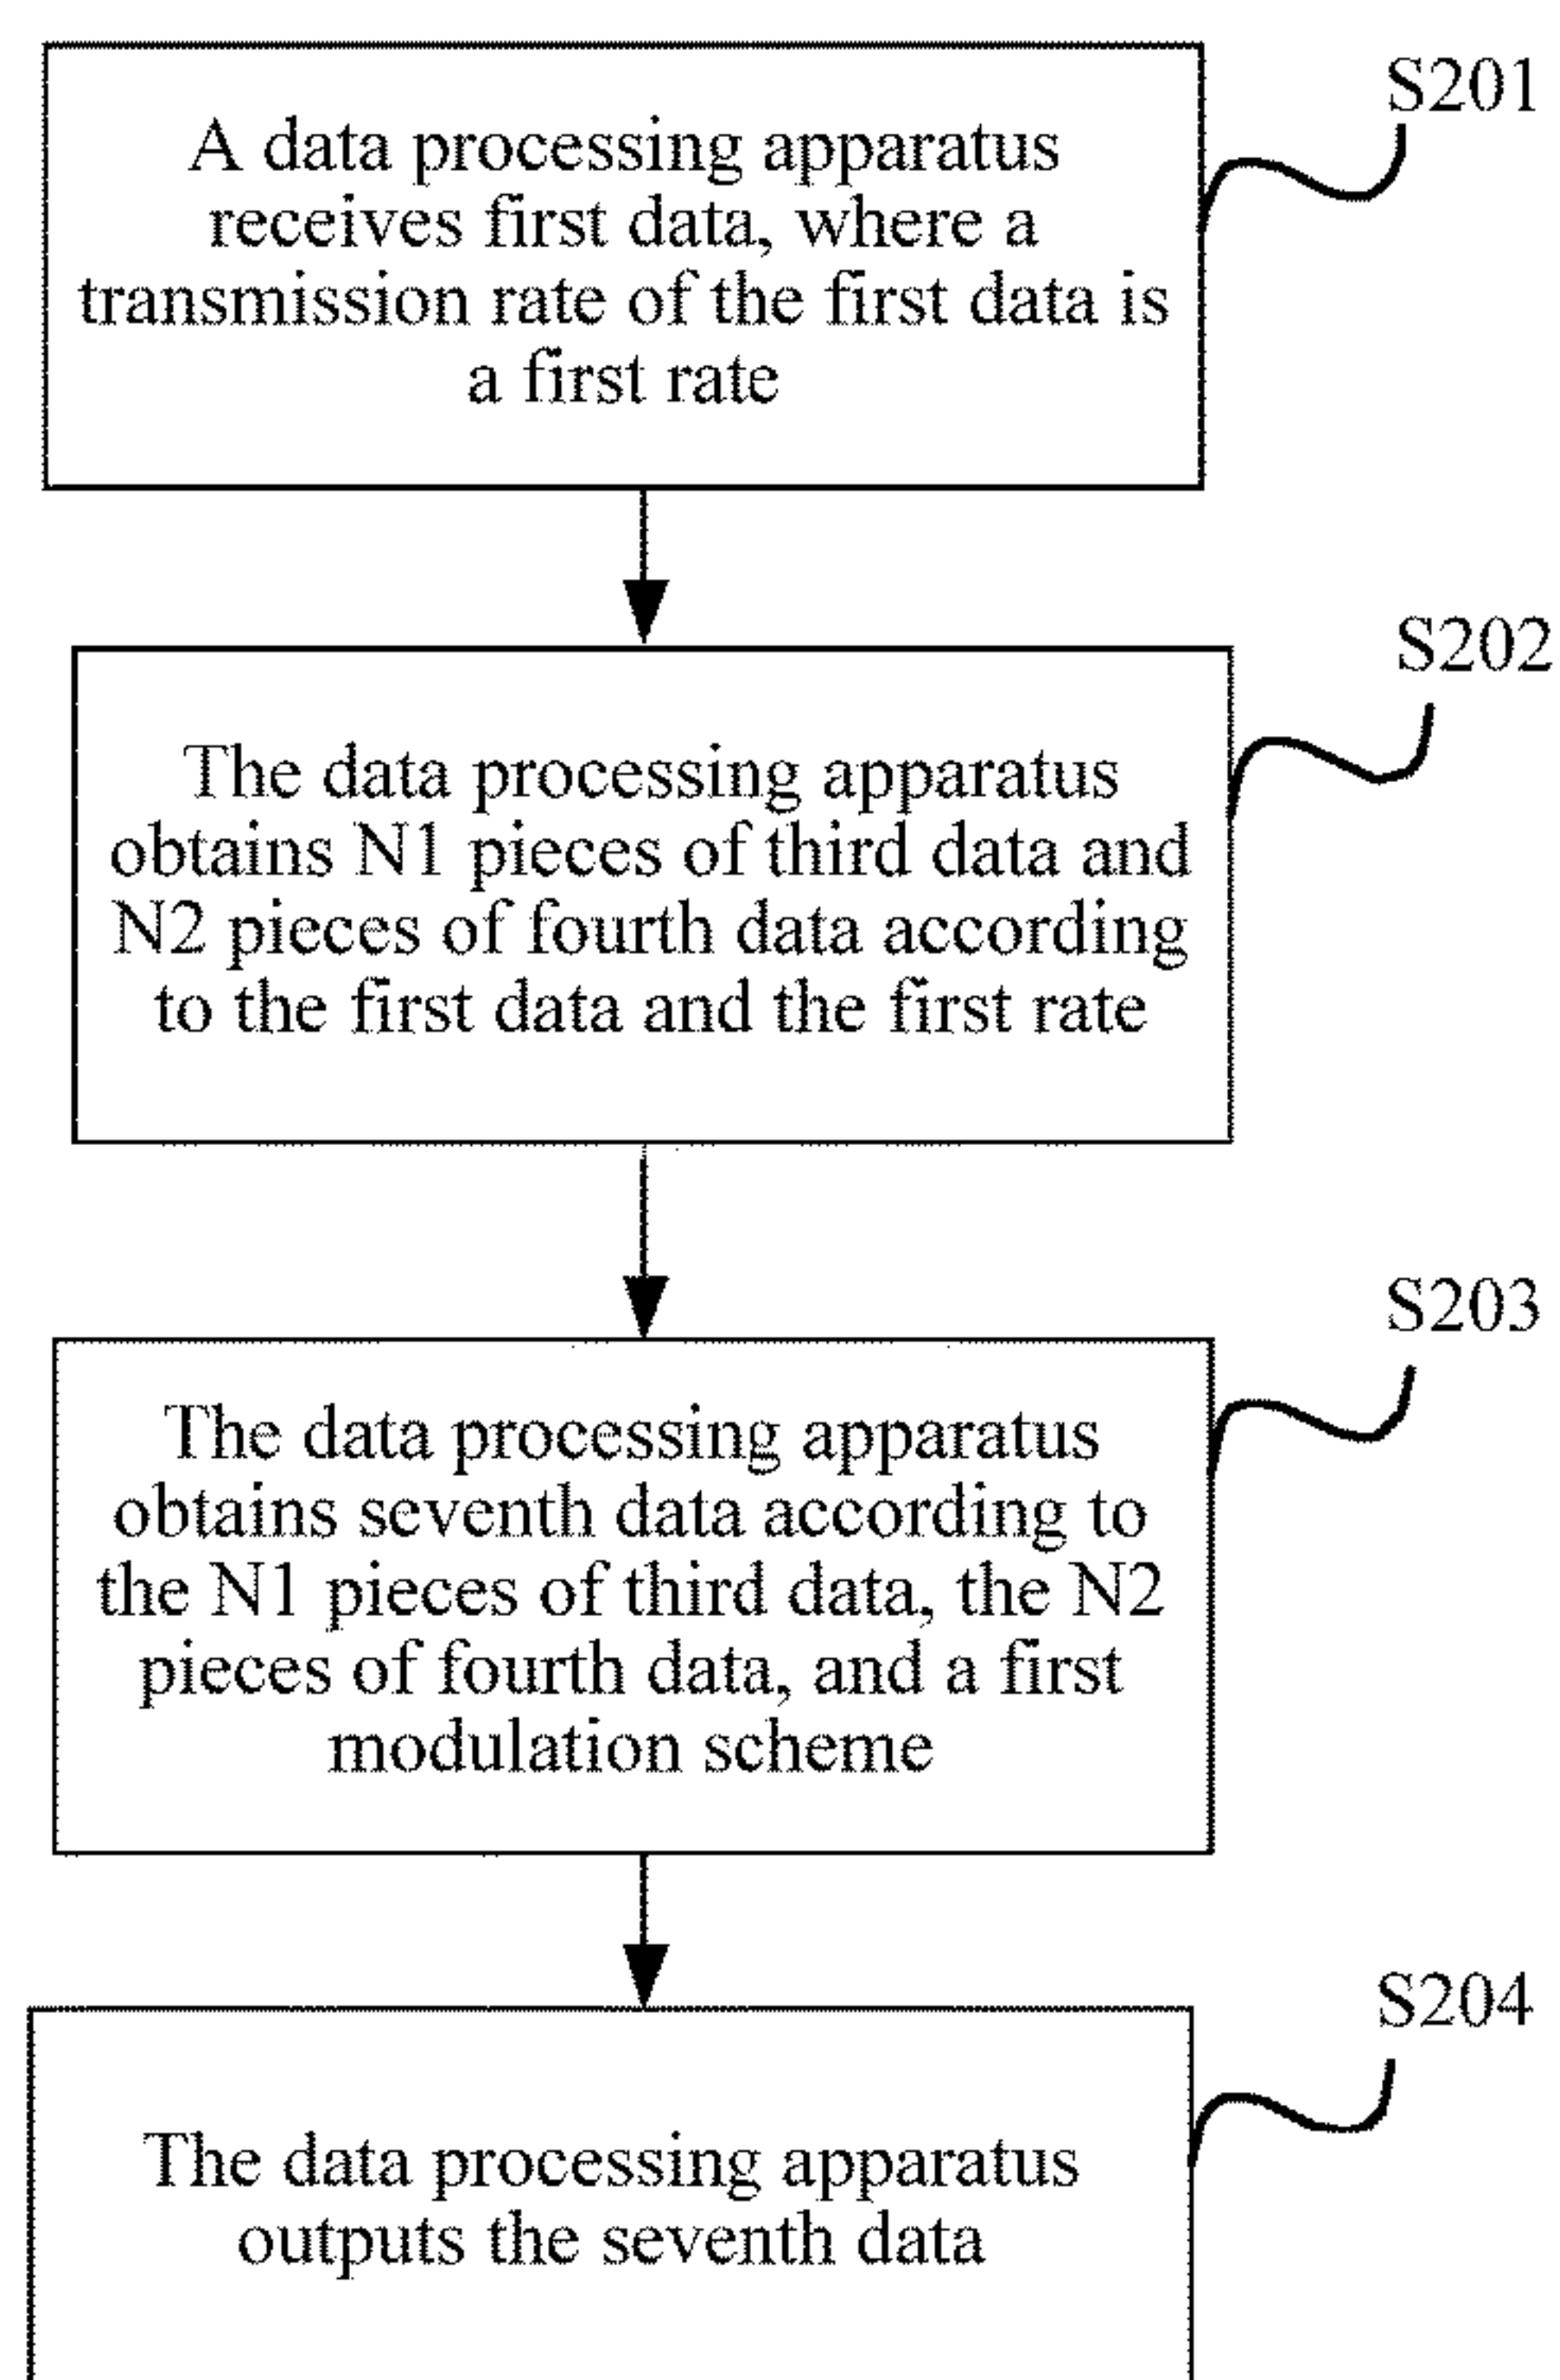 S201
A data processing apparatus
receives first data, where a
transmission rate of the first data is
a first rate
S202
The data processing apparatus
obtains N1 pieces of third data and
N2 pieces of fourth data according
to the first data and the first rate
S203
The data processing apparatus
obtains seventh data according to
the N1 pieces of third data, the N2
pieces of fourth data, and a first
modulation scheme
S204
The data processing apparatus
outputs the seventh data